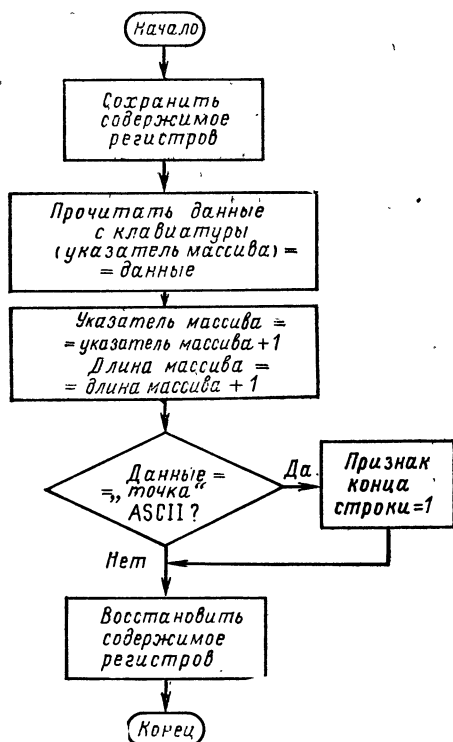 Начало
Сохранить
содержимое
регистров
Прочитать данные
с клавиатуры
(указатель массива) =
= данные
Указатель массива =
= указатель массива + 1
Длина массива =
= длина массива + 1
Данные =
= „точка“
ASCII?
Да
Признак
конца
строки=1
Нет
Восстановить
содержимое
регистров
Конец